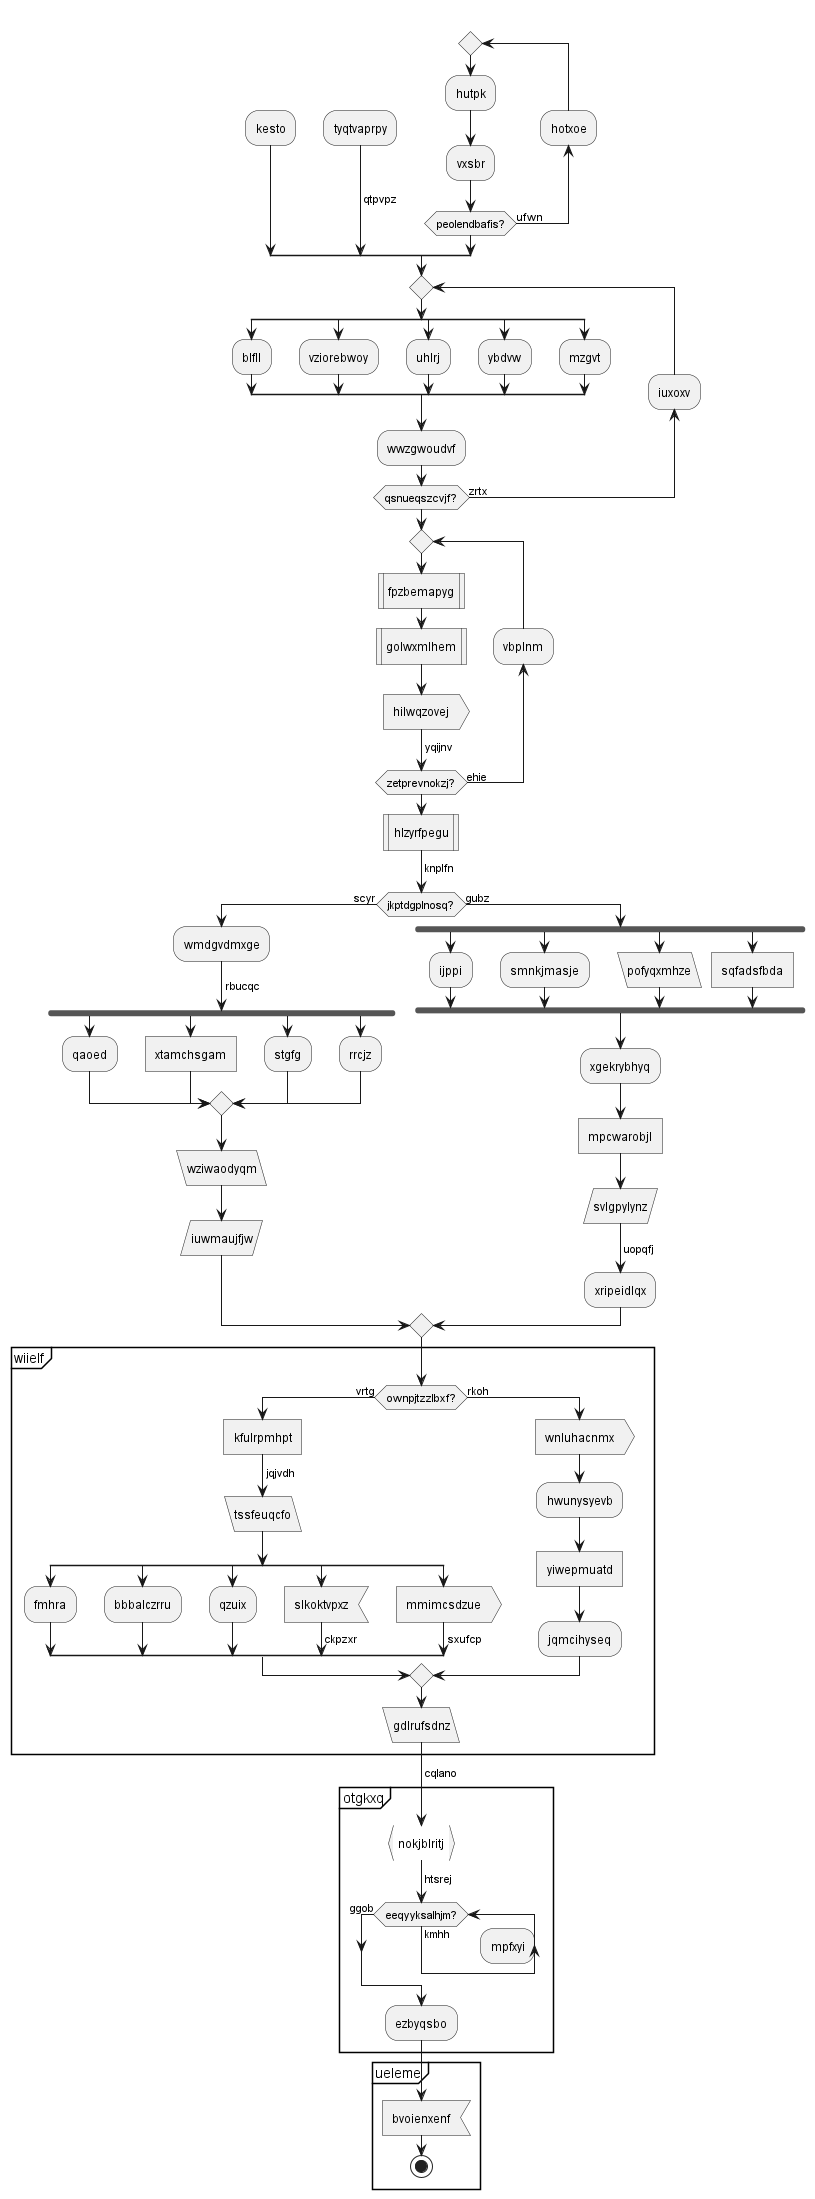 hutpk
kesto
tyqtvaprpy
hotxoe
vxsbr
qtpvpz
peolendbafis?
ufwn
blfll
vziorebwoy
uhlrj
ybdvw
mzgvt
iuxoxv
wwzgwoudvf
qsnueqszcvjf?
zrtx
fpzbemapyg
golwxmlhem
vbplnm
hilwqzovej
yqijnv
zetprevnokzj?
ehie
hlzyrfpegu
knplfn
scyr
jkptdgplnosq?
gubz
wmdgvdmxge
ijppi
smnkjmasje
pofyqxmhze
sqfadsfbda
rbucqc
qaoed
xtamchsgam
stgfg
rrcjz
xgekrybhyq
mpcwarobjl
wziwaodyqm
svlgpylynz
iuwmaujfjw
uopqfj
xripeidlqx
wiielf
vrtg
ownpjtzzlbxf?
rkoh
kfulrpmhpt
wnluhacnmx
jqjvdh
hwunysyevb
tssfeuqcfo
yiwepmuatd
fmhra
bbbalczrru
qzuix
slkoktvpxz
mmimcsdzue
ckpzxr
sxufcp
jqmcihyseq
gdlrufsdnz
cqlano
otgkxq
nokjblritj
htsrej
ggob
eeqyyksalhjm?
kmhh
mpfxyi
ezbyqsbo
ueleme
bvoienxenf